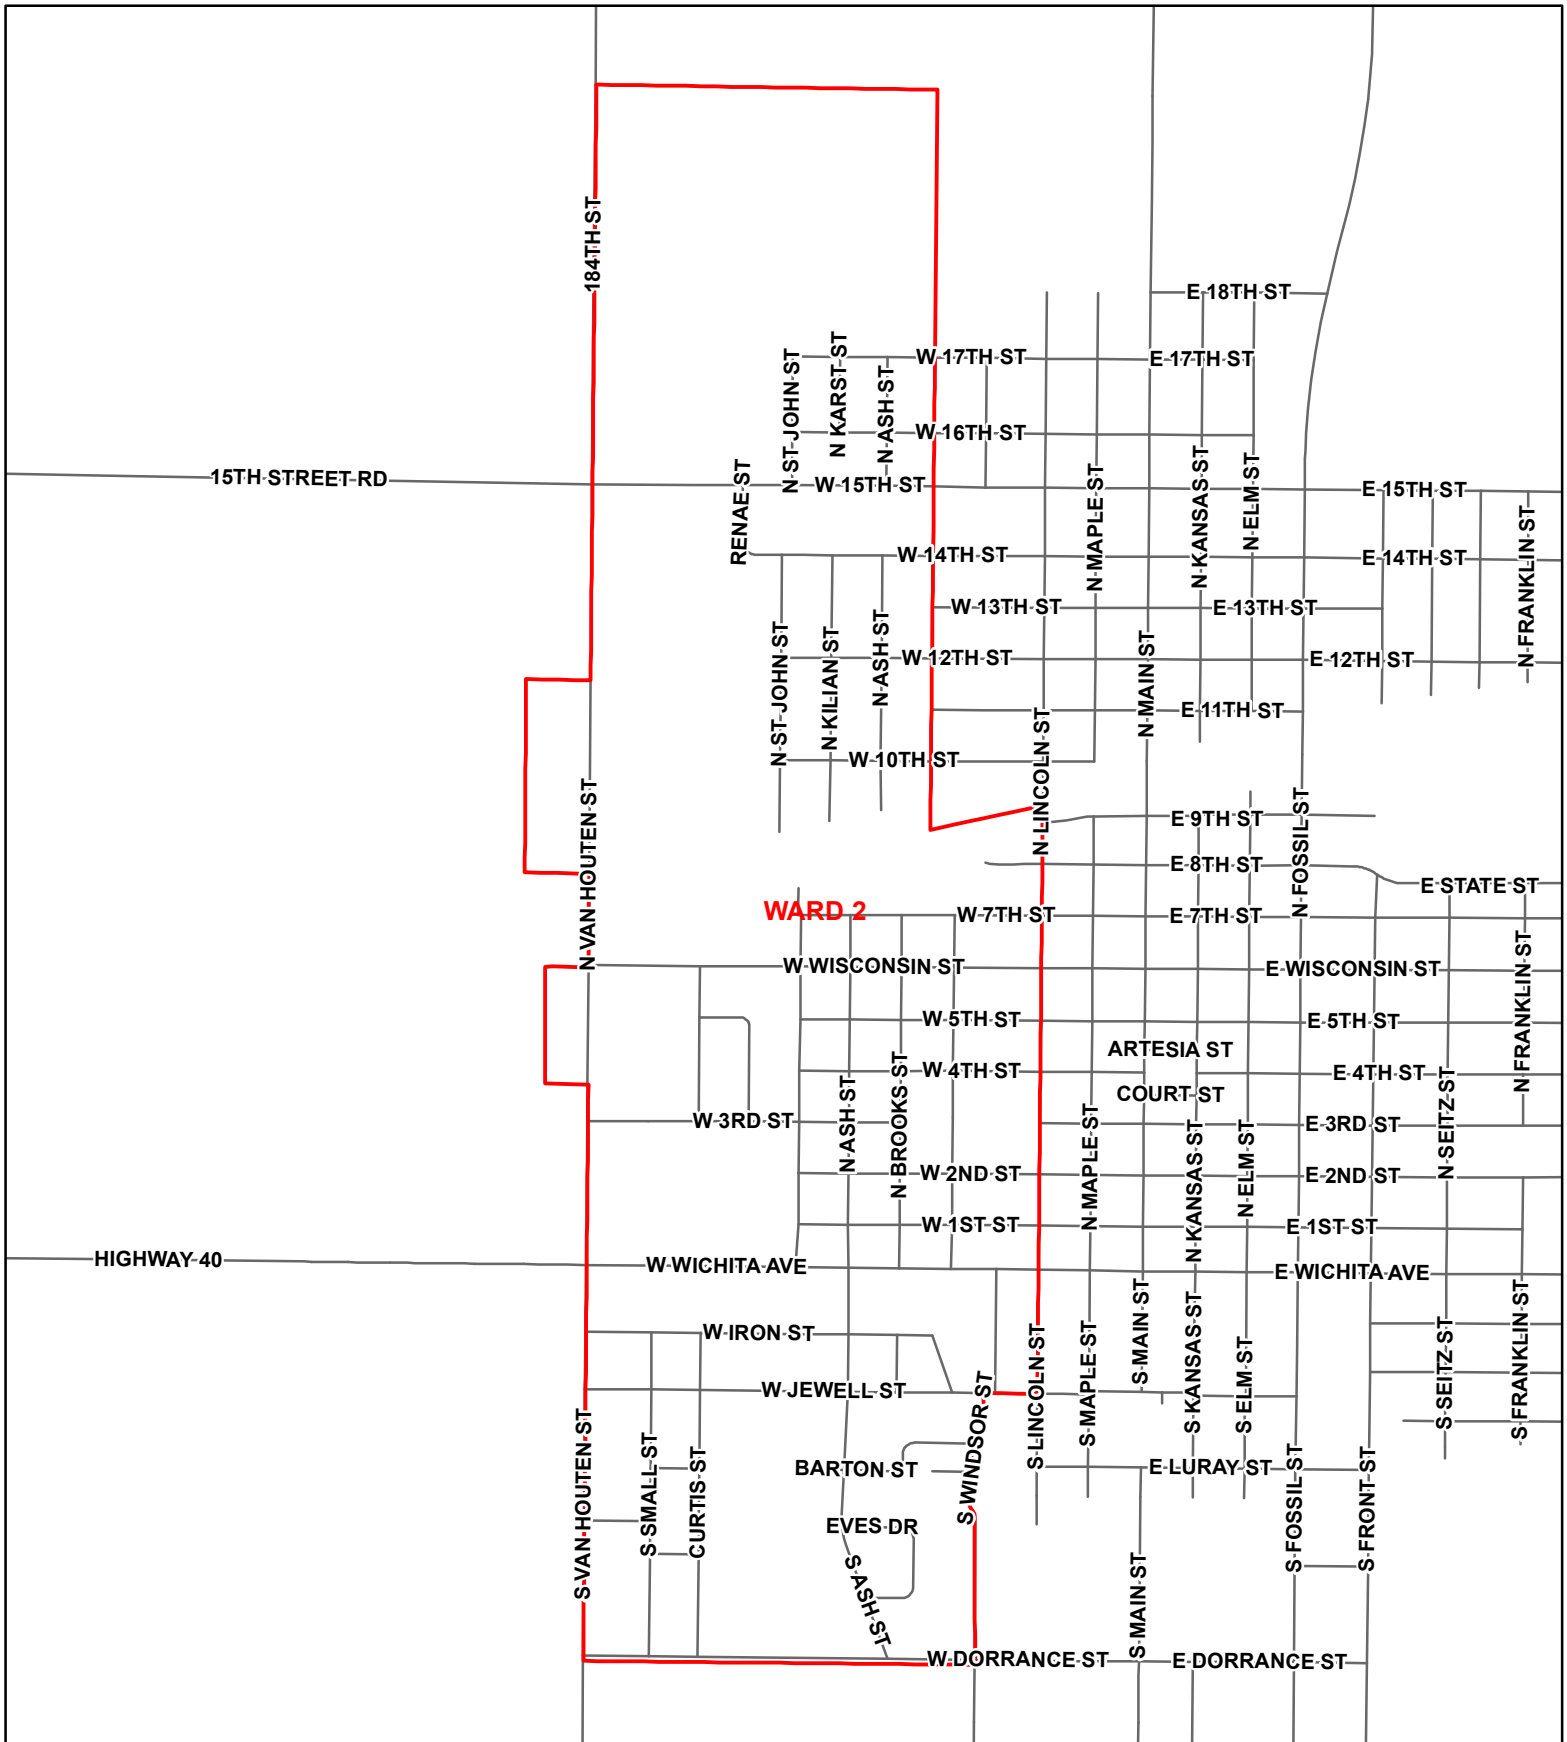 184TH ST
E 18TH ST
W 17TH ST
E 17TH ST
N ST JOHN ST
N KARST ST
N ASH ST
W 16TH ST
15TH STREET RD
W 15TH ST
E 15TH ST
RENAE ST
N MAPLE ST
N KANSAS ST
N ELM ST
N FRANKLIN ST
W 14TH ST
E 14TH ST
W 13TH ST
E 13TH ST
N ST JOHN ST
N KILIAN ST
N ASH ST
W 12TH ST
E 12TH ST
N MAIN ST
E 11TH ST
W 10TH ST
N LINCOLN ST
N VAN HOUTEN ST
E 9TH ST
N FOSSIL ST
E 8TH ST
E STATE ST
WARD 2
W 7TH ST
E 7TH ST
W WISCONSIN ST
E WISCONSIN ST
N FRANKLIN ST
W 5TH ST
E 5TH ST
ARTESIA ST
W 4TH ST
E 4TH ST
COURT ST
N ASH ST
N BROOKS ST
W 3RD ST
E 3RD ST
N MAPLE ST
N KANSAS ST
N ELM ST
N SEITZ ST
W 2ND ST
E 2ND ST
W 1ST ST
E 1ST ST
HIGHWAY 40
W WICHITA AVE
E WICHITA AVE
W IRON ST
S MAIN ST
S KANSAS ST
S MAPLE ST
S LINCOLN ST
S ELM ST
S SEITZ ST
S FRANKLIN ST
W JEWELL ST
S WINDSOR ST
BARTON ST
E LURAY ST
S VAN HOUTEN ST
S SMALL ST
CURTIS ST
EVES DR
S ASH ST
S FOSSIL ST
S FRONT ST
S MAIN ST
W DORRANCE ST
E DORRANCE ST